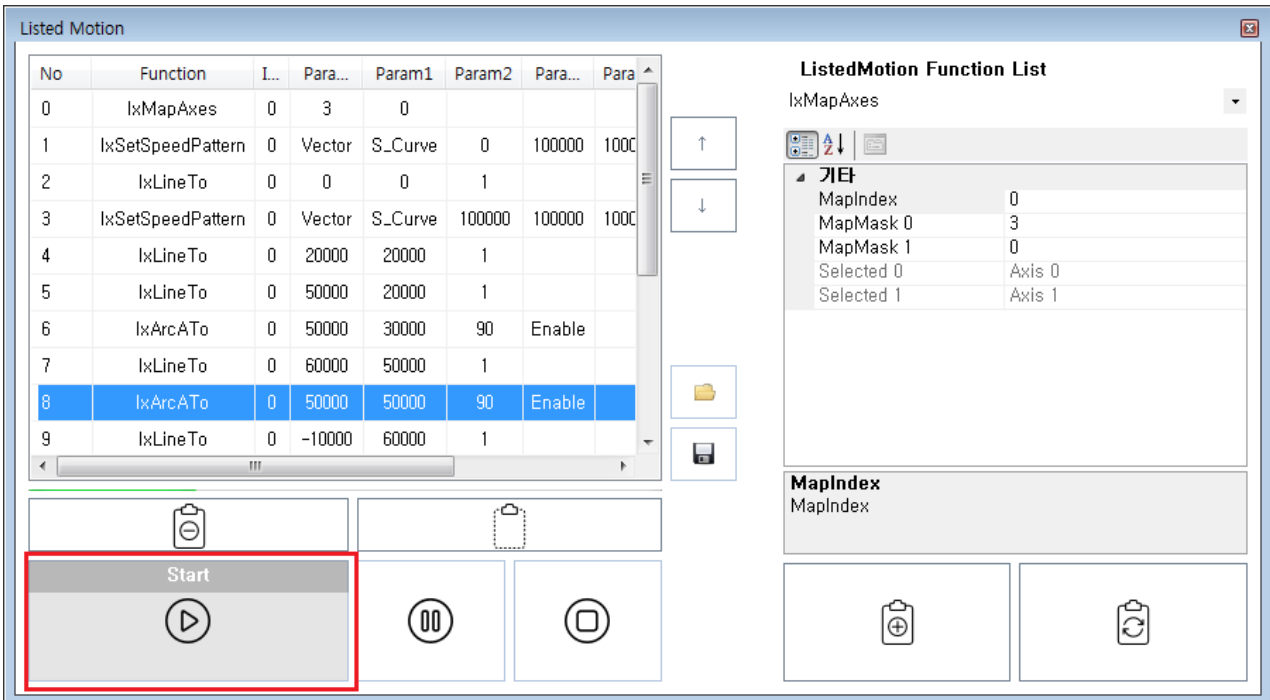 Listed Motion
No Function I... Para... Param1 Param2 Para... Para
0 IxMapAxes 0 3 0
1 IxSetSpeedPattern 0 Vector S_Curve 0 100000 100
2 IxLineTo 0 0 0 1
3 IxSetSpeedPattern 0 Vector S_Curve 100000 100000 100
4 IxLineTo 0 20000 20000 1
5 IxLineTo 0 50000 20000 1
6 IxArcATo 0 50000 30000 90 Enable
7 IxLineTo 0 60000 50000 1
8 IxArcATo 0 50000 50000 90 Enable
9 IxLineTo 0 -10000 60000 1
Start
ListedMotion Function List
IxMapAxes
기타
MapIndex 0
MapMask 0 3
MapMask 1 0
Selected 0 Axis 0
Selected 1 Axis 1
MapIndex
MapIndex